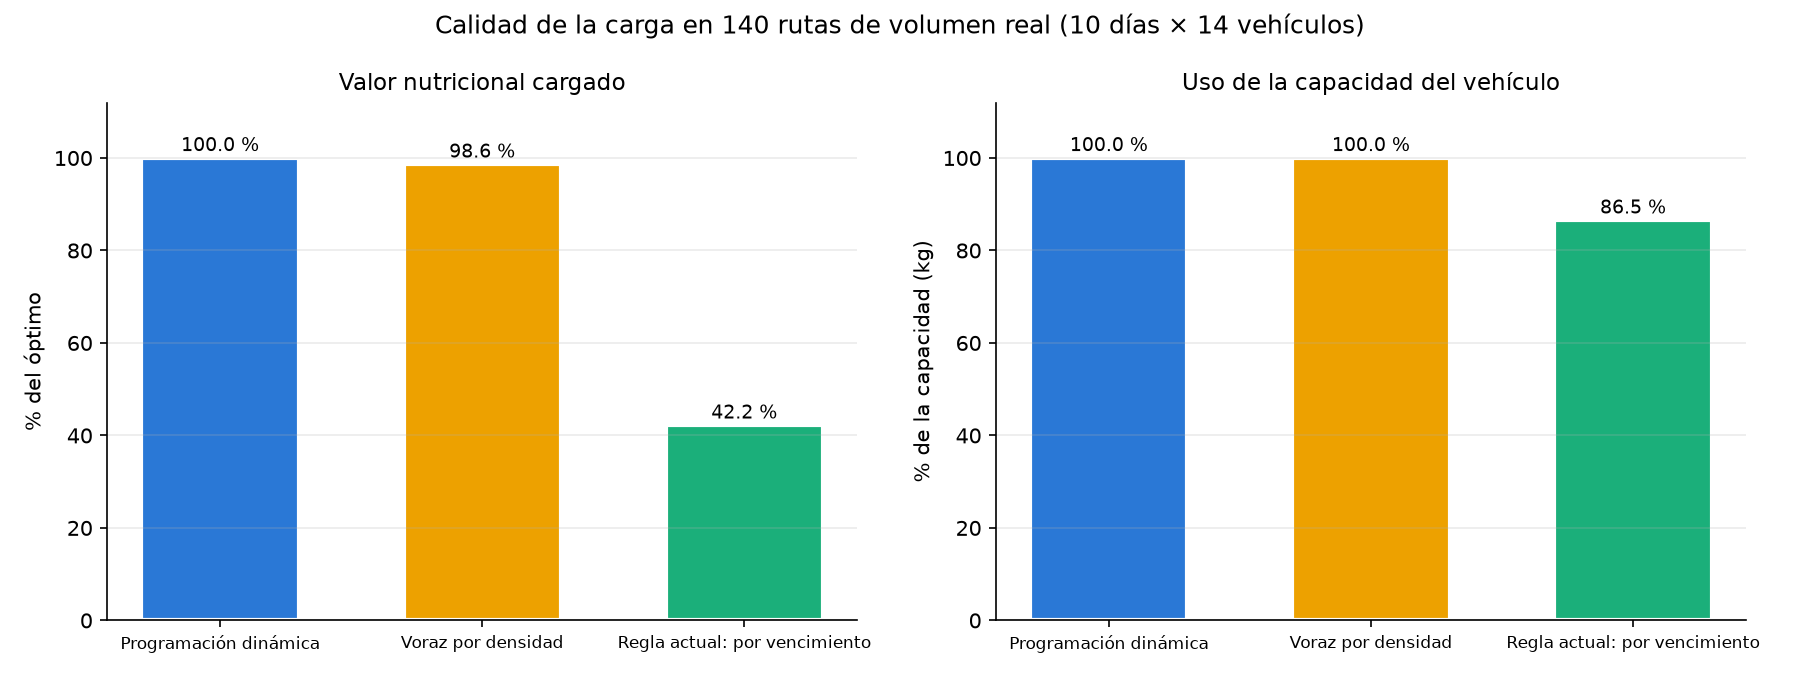 Calidad de la carga en 140 rutas de volumen real (10 días × 14 vehículos)
Valor nutricional cargado
% del óptimo
100
80
60
40
20
0
100.0 %
98.6 %
42.2 %
Programación dinámica
Voraz por densidad
Regla actual: por vencimiento
Uso de la capacidad del vehículo
% de la capacidad (kg)
100
80
60
40
20
0
100.0 %
100.0 %
86.5 %
Programación dinámica
Voraz por densidad
Regla actual: por vencimiento